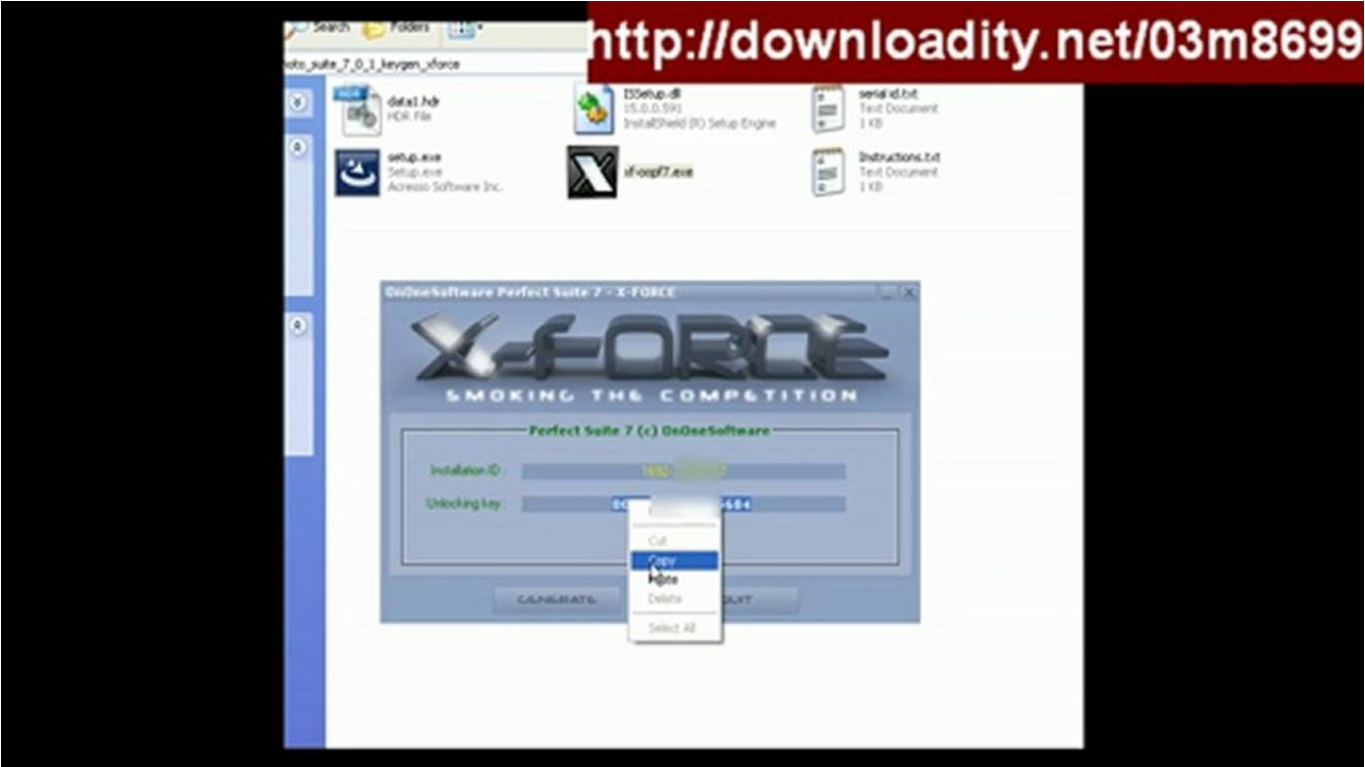 http://downloadity.net/03m8699
Search
Folders
oto_suite_7_0_1_keygen_xforce
data1.hdr
HDR File
ISSetup.dll
15.0.0.591
InstallShield (R) Setup Engine
serial id.txt
Text Document
1 KB
setup.exe
Setup.exe
Acresso Software Inc.
xf-oopf7.exe
Instructions.txt
Text Document
1 KB
OnOneSoftware Perfect Suite 7 - X-FORCE
X-FORCE
SMOKING THE COMPETITION
Perfect Suite 7 (c) OnOneSoftware
Installation ID :
Unlocking key :
Cut
Copy
Paste
Delete
Select All
GENERATE